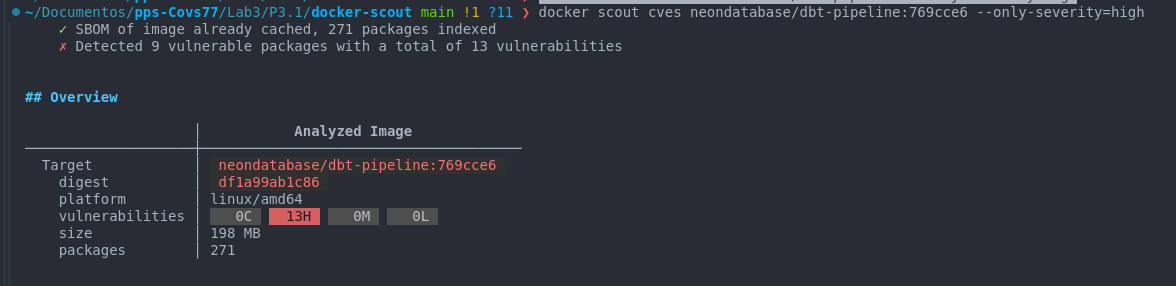 ~/Documentos/pps-Covs77/Lab3/P3.1/docker-scout main !1 ?11 ❯ docker scout cves neondatabase/dbt-pipeline:769cce6 --only-severity=high
✓ SBOM of image already cached, 271 packages indexed
✗ Detected 9 vulnerable packages with a total of 13 vulnerabilities
## Overview
│ Analyzed Image
Target │ neondatabase/dbt-pipeline:769cce6
digest │ df1a99ab1c86
platform │ linux/amd64
vulnerabilities │ 0C 13H 0M 0L
size │ 198 MB
packages │ 271